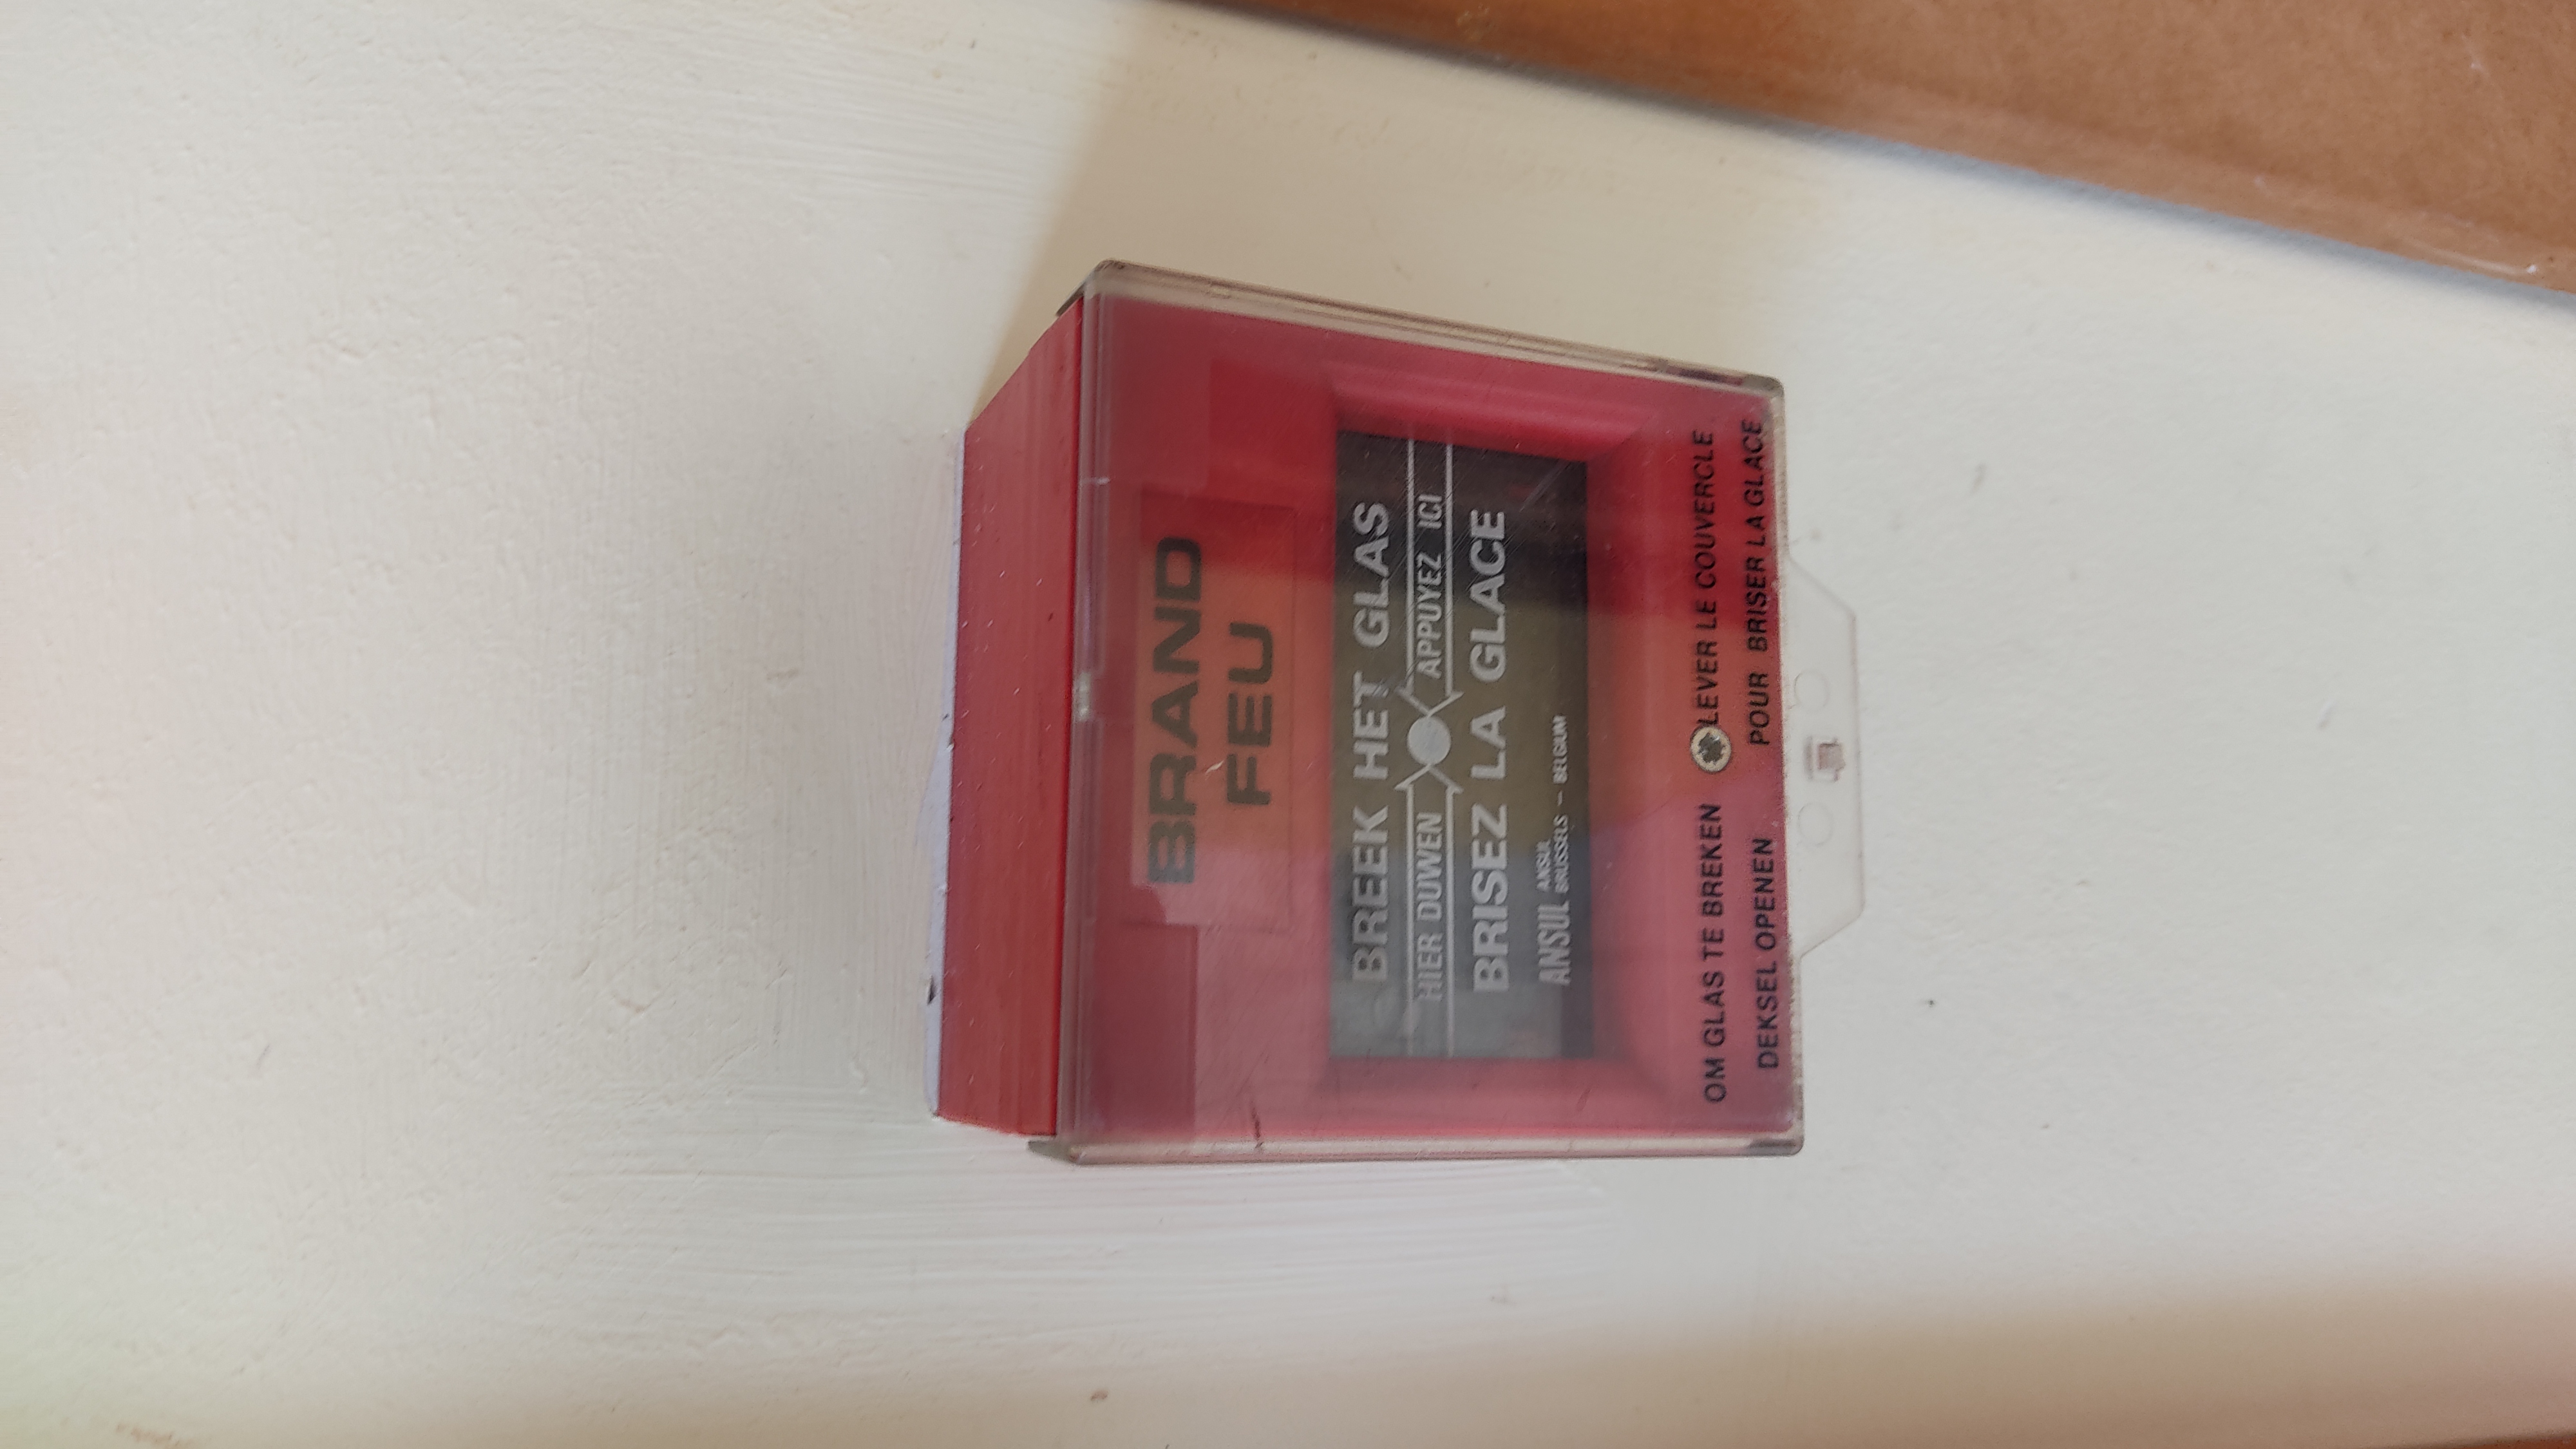 BRAND
FEU
BREEK HET GLAS
HIER DUWEN APPUYEZ ICI
BRISEZ LA GLACE
ANSUL ANSUL
BRUSSELS – BELGIUM
OM GLAS TE BREKEN LEVER LE COUVERCLE
DEKSEL OPENEN POUR BRISER LA GLACE